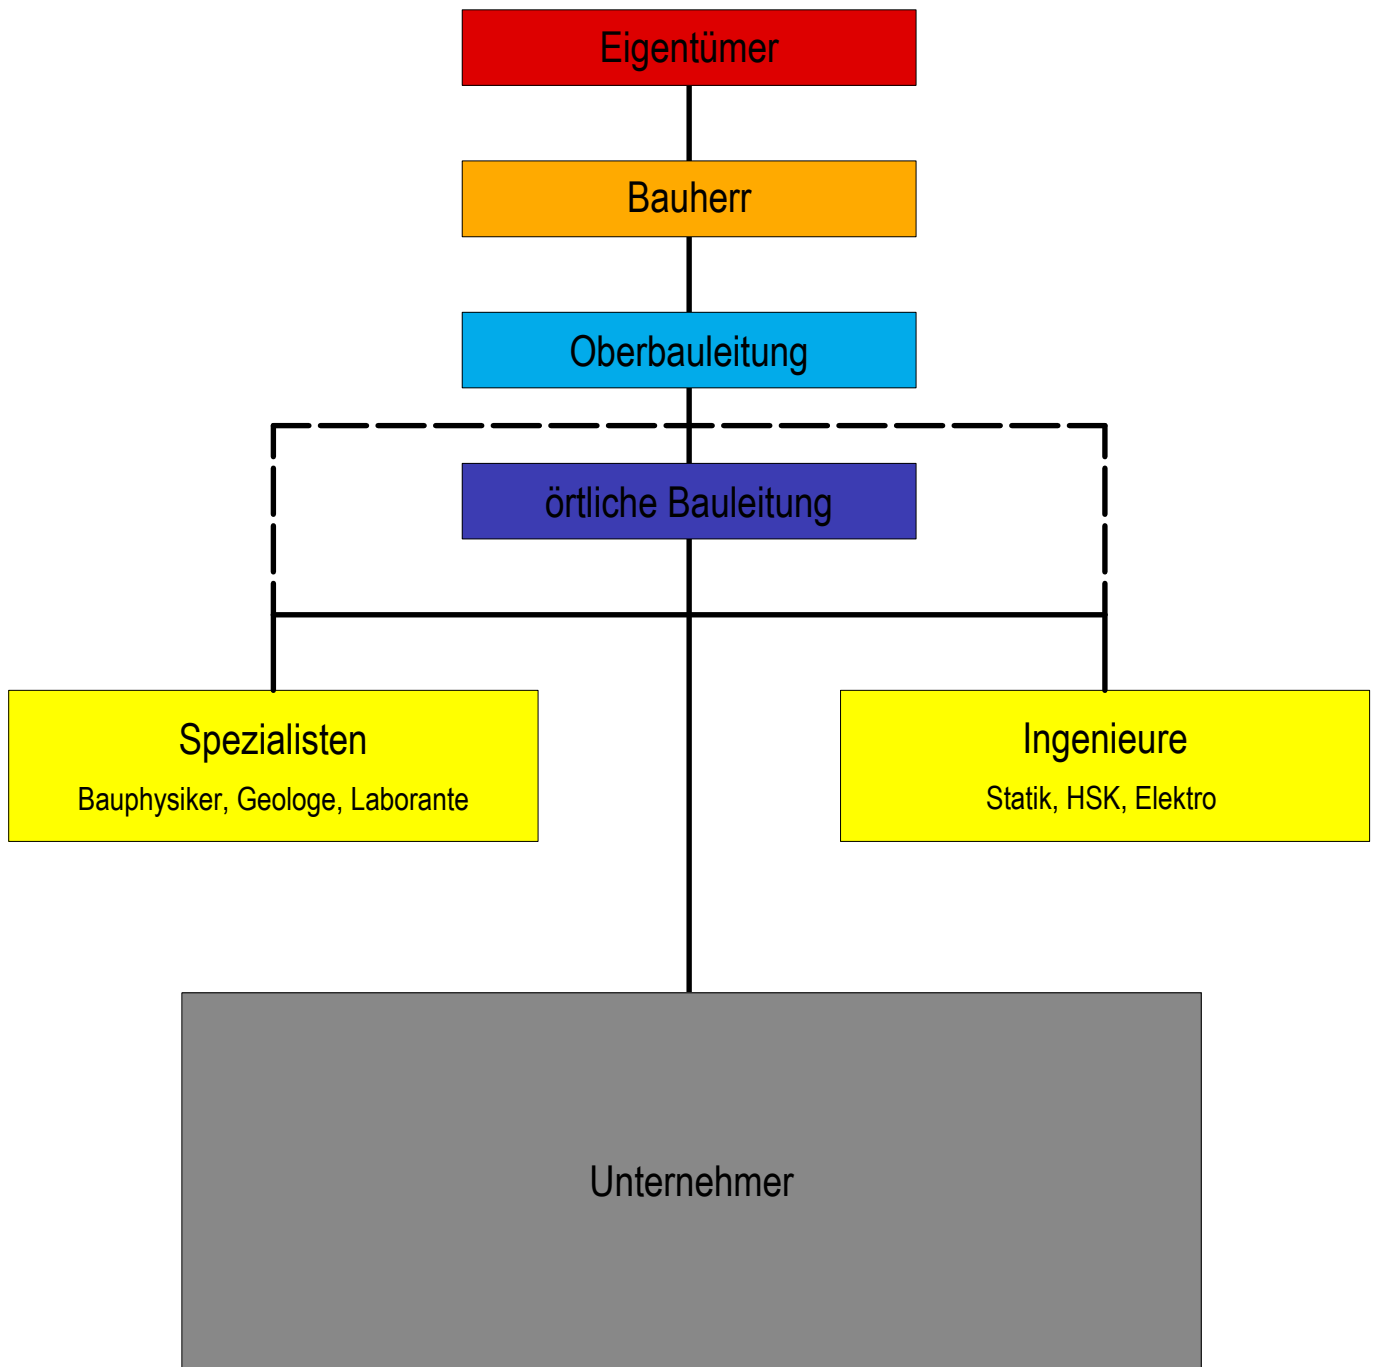 Eigentümer
Bauherr
Oberbauleitung
örtliche Bauleitung
Spezialisten
Bauphysiker, Geologe, Laborante
Ingenieure
Statik, HSK, Elektro
Unternehmer